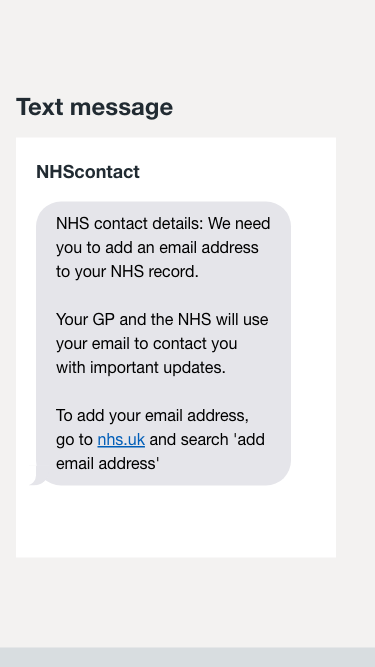 Text message
NHScontact
NHS contact details: We need
you to add an email address
to your NHS record.
Your GP and the NHS will use
your email to contact you
with important updates.
To add your email address,
go to nhs.uk and search 'add
email address'